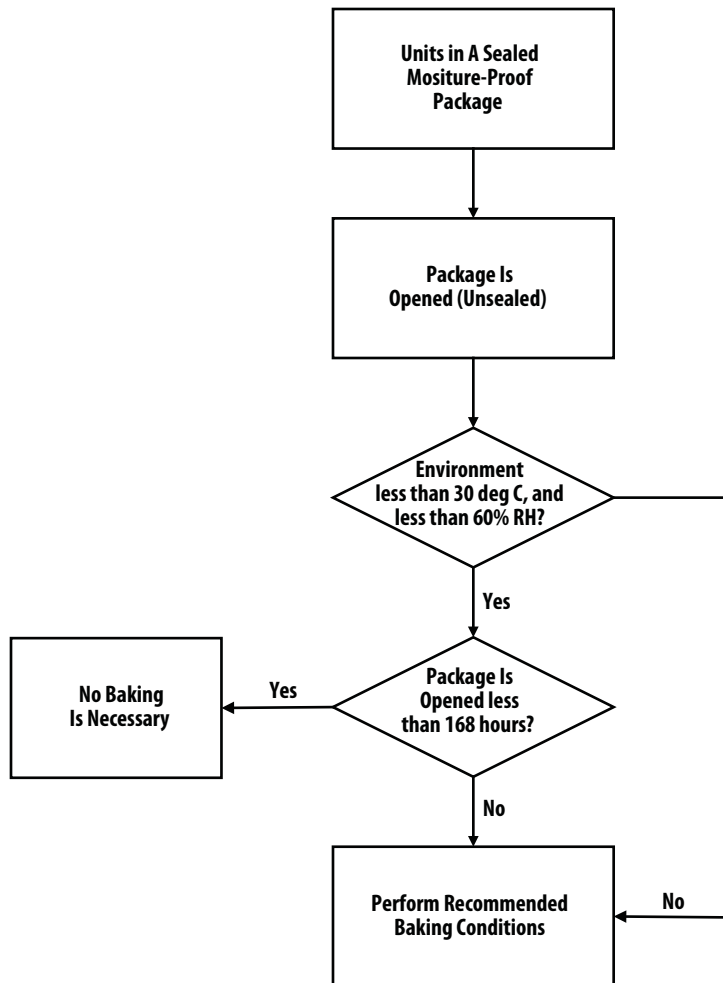 Units in A Sealed
Mositure-Proof
Package
Package Is
Opened (Unsealed)
Environment
less than 30 deg C, and
less than 60% RH?
Yes
Package Is
Opened less
than 168 hours?
Yes
No Baking
Is Necessary
No
Perform Recommended
Baking Conditions
No